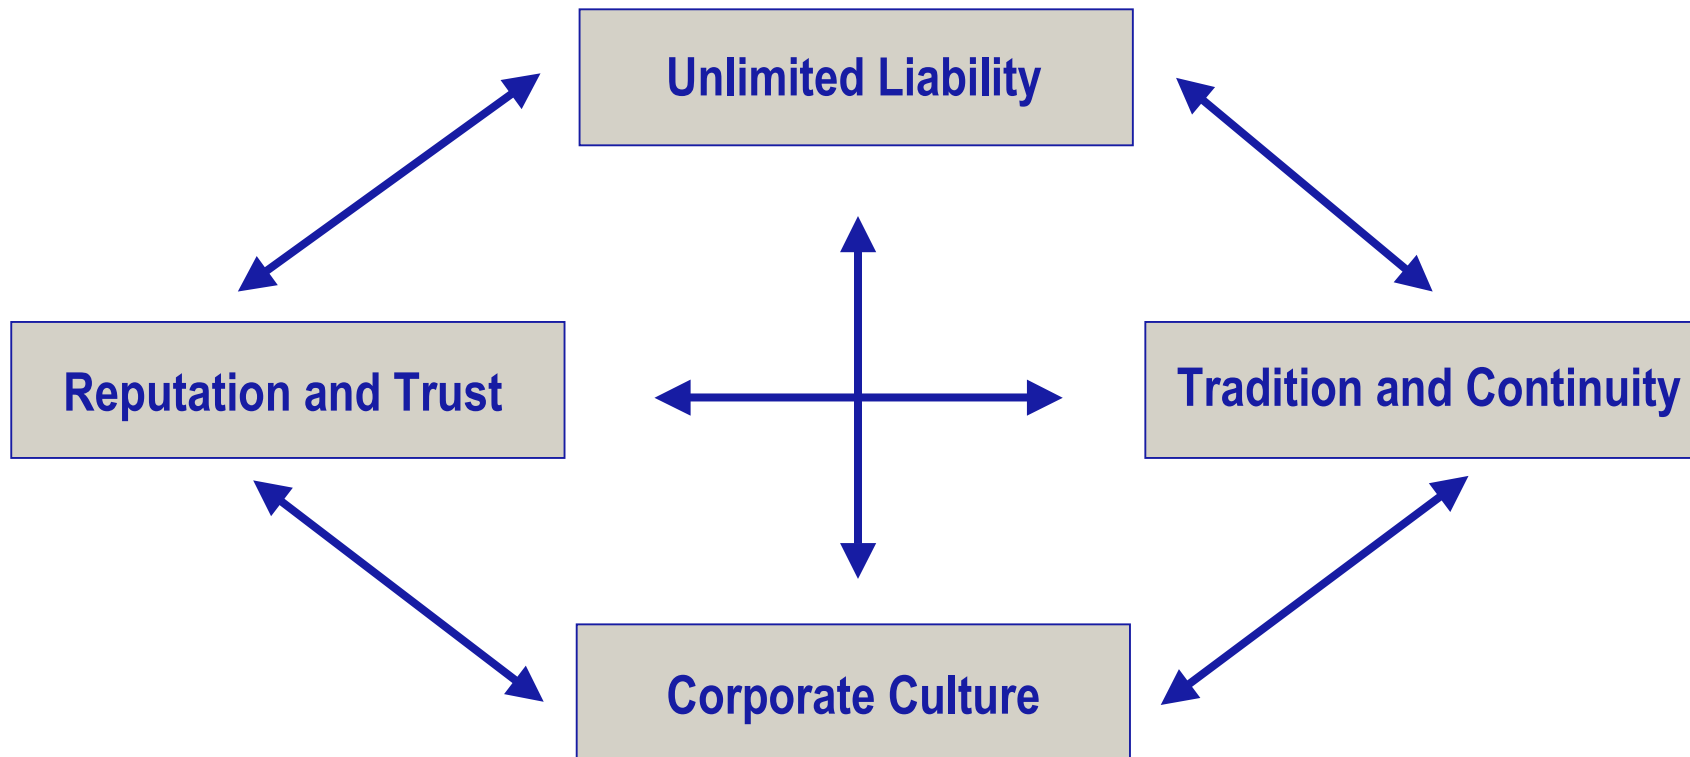 Unlimited Liability
Reputation and Trust
Tradition and Continuity
Corporate Culture